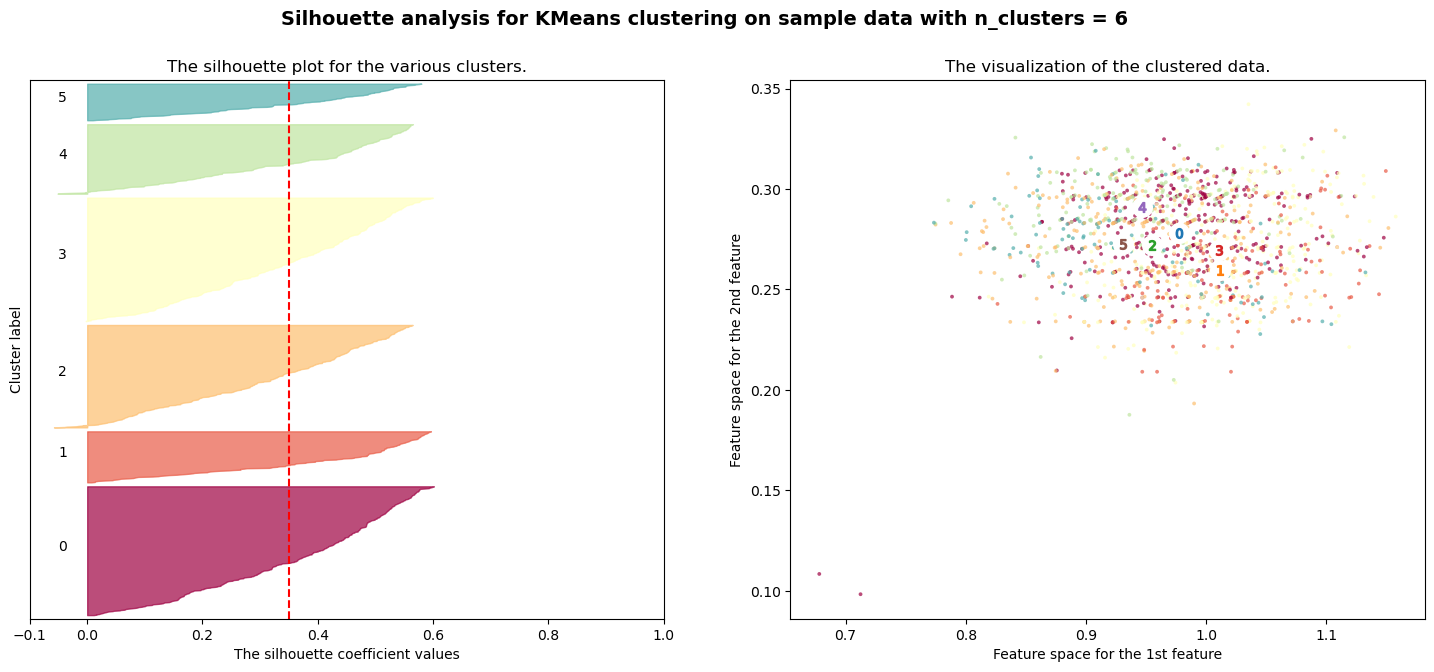 Silhouette analysis for KMeans clustering on sample data with n_clusters = 6
The silhouette plot for the various clusters.
5
4
3
2
1
0
Cluster label
−0.1 0.0 0.2 0.4 0.6 0.8 1.0
The silhouette coefficient values
The visualization of the clustered data.
0.35
0.30
0.25
0.20
0.15
0.10
Feature space for the 2nd feature
4
0
5 2 3
1
0.7 0.8 0.9 1.0 1.1
Feature space for the 1st feature